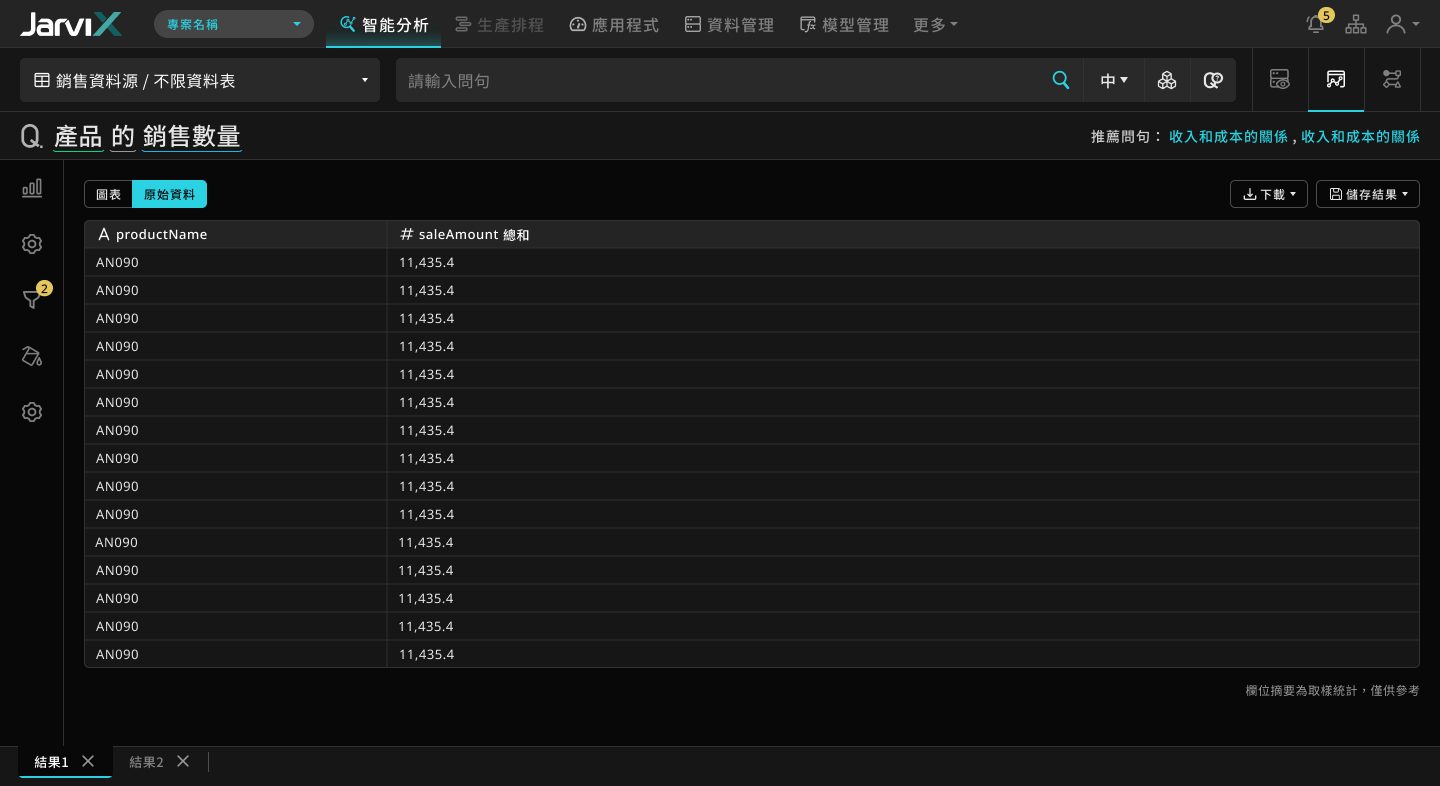 JarviX 專案名稱 智能分析 生產排程 應用程式 資料管理 模型管理 更多 5
銷售資料源 / 不限資料表 請輸入問句 中
Q. 產品 的 銷售數量 推薦問句： 收入和成本的關係 , 收入和成本的關係
圖表 原始資料 下載 儲存結果
productName # saleAmount 總和
AN090 11,435.4
AN090 11,435.4
2
AN090 11,435.4
AN090 11,435.4
AN090 11,435.4
AN090 11,435.4
AN090 11,435.4
AN090 11,435.4
AN090 11,435.4
AN090 11,435.4
AN090 11,435.4
AN090 11,435.4
AN090 11,435.4
AN090 11,435.4
AN090 11,435.4
欄位摘要為取樣統計，僅供參考
結果1 結果2